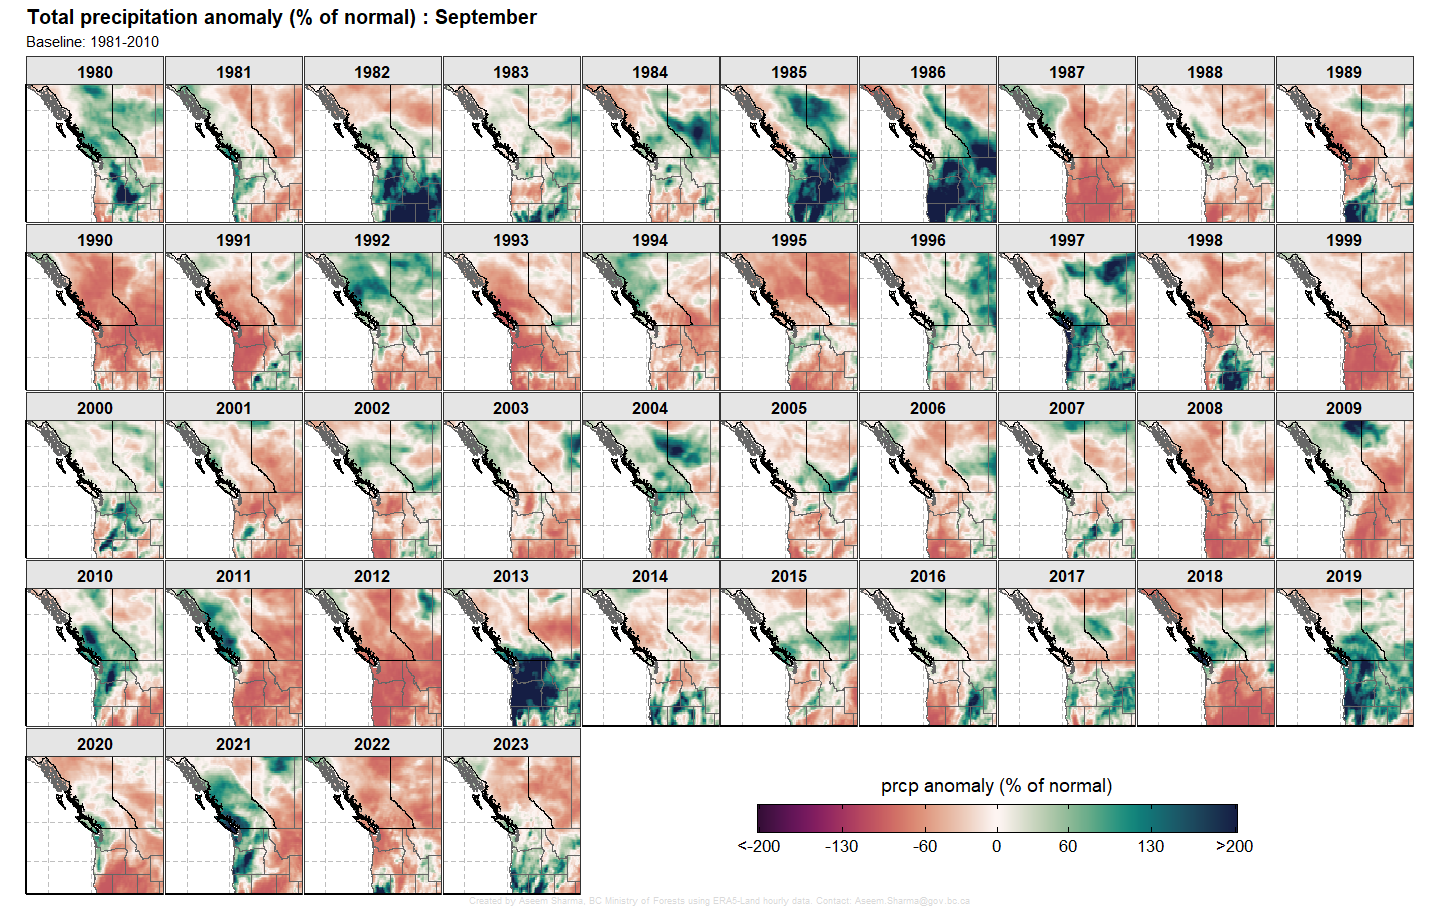 Total precipitation anomaly (% of normal) : September
Baseline: 1981-2010
1980 1981 1982 1983 1984 1985 1986 1987 1988 1989
1990 1991 1992 1993 1994 1995 1996 1997 1998 1999
2000 2001 2002 2003 2004 2005 2006 2007 2008 2009
2010 2011 2012 2013 2014 2015 2016 2017 2018 2019
2020 2021 2022 2023
prcp anomaly (% of normal)
<-200 -130 -60 0 60 130 >200
Created by Aseem Sharma, BC Ministry of Forests using ERA5-Land hourly data. Contact: Aseem.Sharma@gov.bc.ca